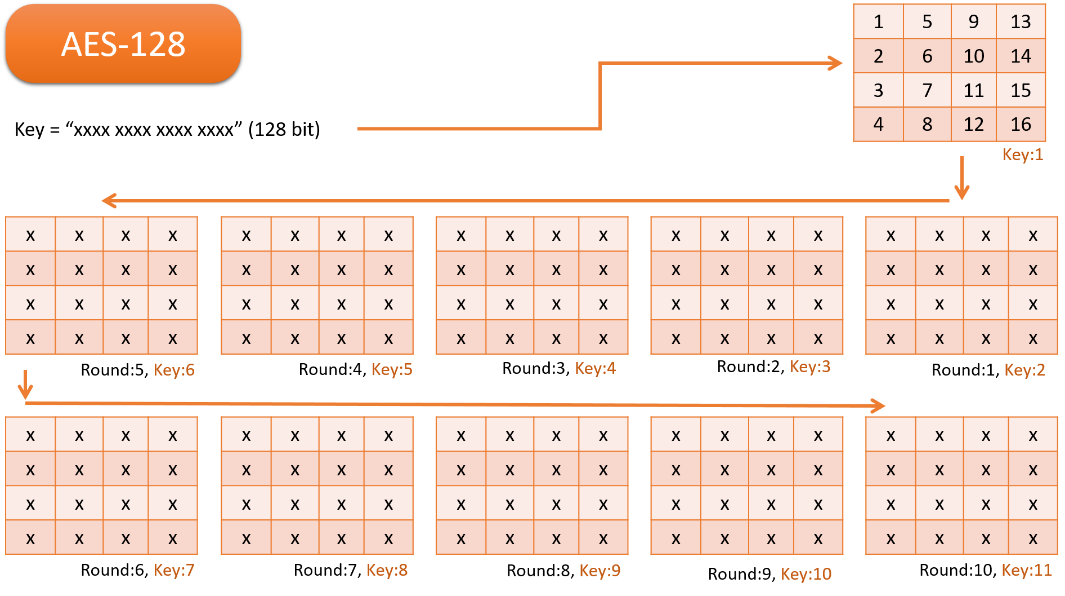 AES-128
Key = “xxxx xxxx xxxx xxxx” (128 bit)
1 5 9 13
2 6 10 14
3 7 11 15
4 8 12 16
Key:1
x x x x x x x x x x x x x x x x x x x x
x x x x x x x x x x x x x x x x x x x x
x x x x x x x x x x x x x x x x x x x x
x x x x x x x x x x x x x x x x x x x x
Round:5, Key:6 Round:4, Key:5 Round:3, Key:4 Round:2, Key:3 Round:1, Key:2
x x x x x x x x x x x x x x x x x x x x
x x x x x x x x x x x x x x x x x x x x
x x x x x x x x x x x x x x x x x x x x
x x x x x x x x x x x x x x x x x x x x
Round:6, Key:7 Round:7, Key:8 Round:8, Key:9 Round:9, Key:10 Round:10, Key:11